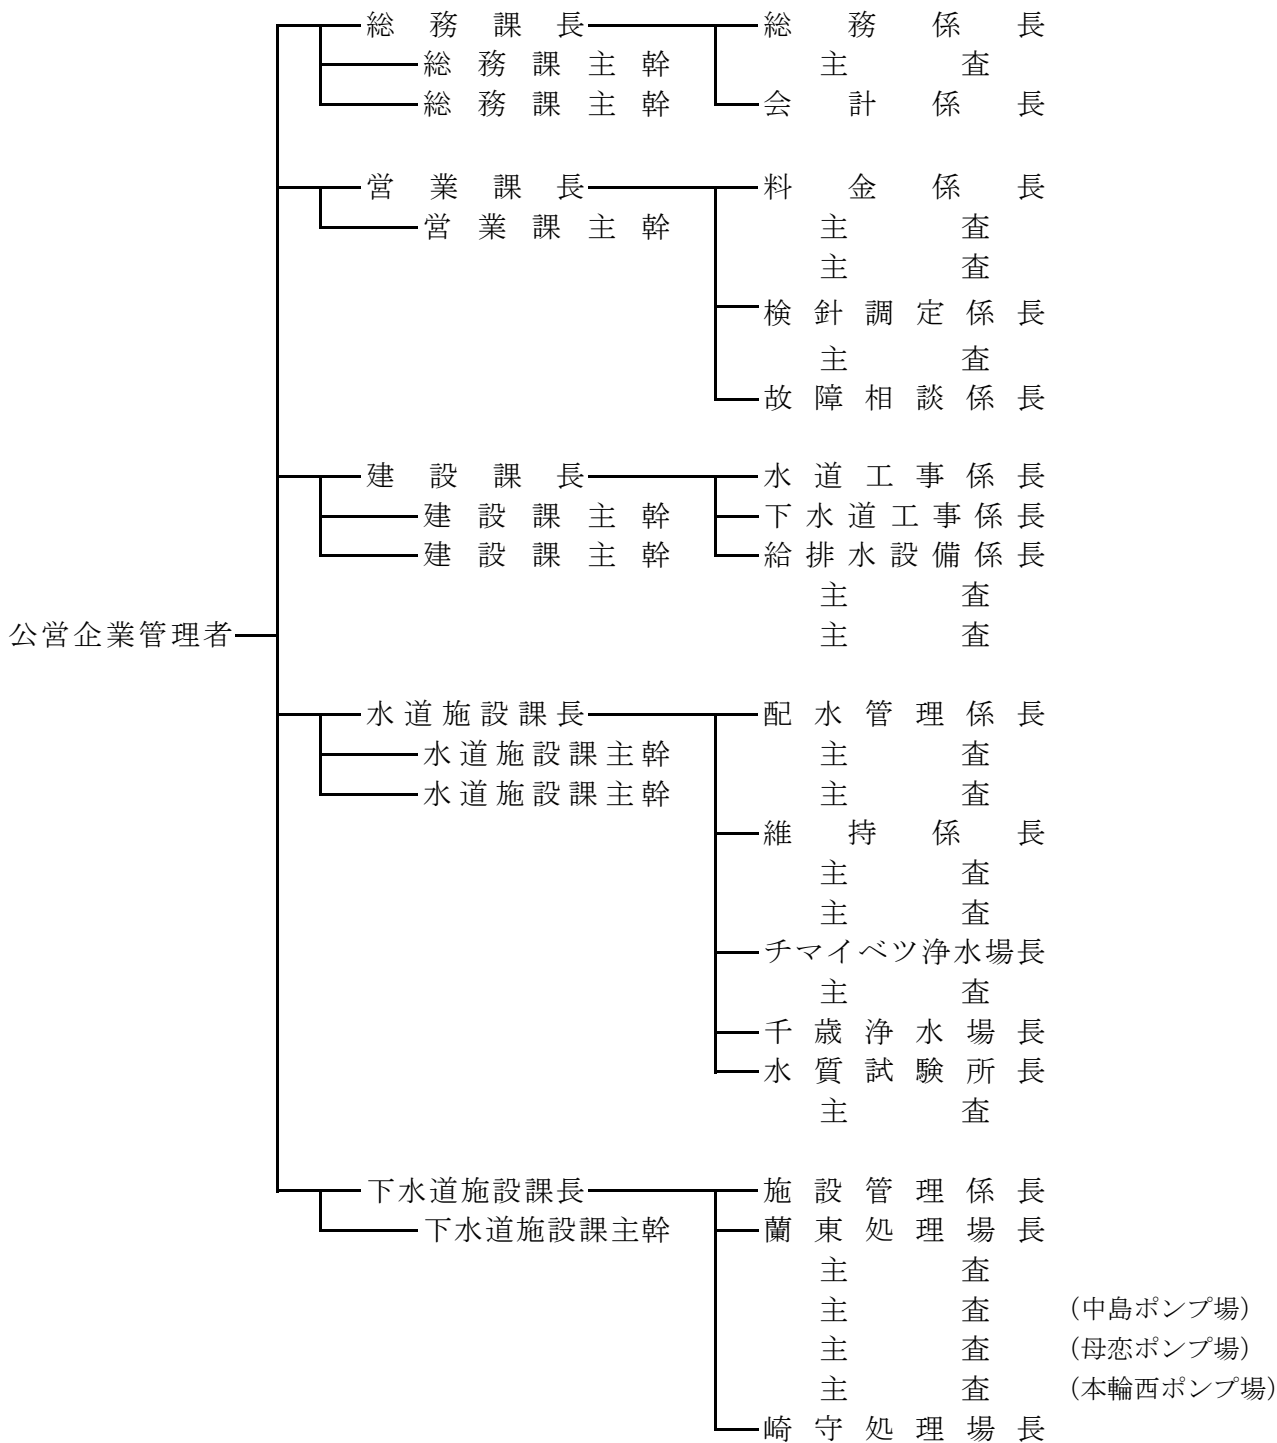 総務課長 総務係長
総務課主幹 主査
総務課主幹 会計係長
営業課長 料金係長
営業課主幹 主査
主査
検針調定係長
主査
故障相談係長
建設課長 水道工事係長
建設課主幹 下水道工事係長
建設課主幹 給排水設備係長
主査
公営企業管理者 主査
水道施設課長 配水管理係長
水道施設課主幹 主査
水道施設課主幹 主査
維持係長
主査
主査
チマイベツ浄水場長
主査
千歳浄水場長
水質試験所長
主査
下水道施設課長 施設管理係長
下水道施設課主幹 蘭東処理場長
主査
主査 (中島ポンプ場)
主査 (母恋ポンプ場)
主査 (本輪西ポンプ場)
崎守処理場長